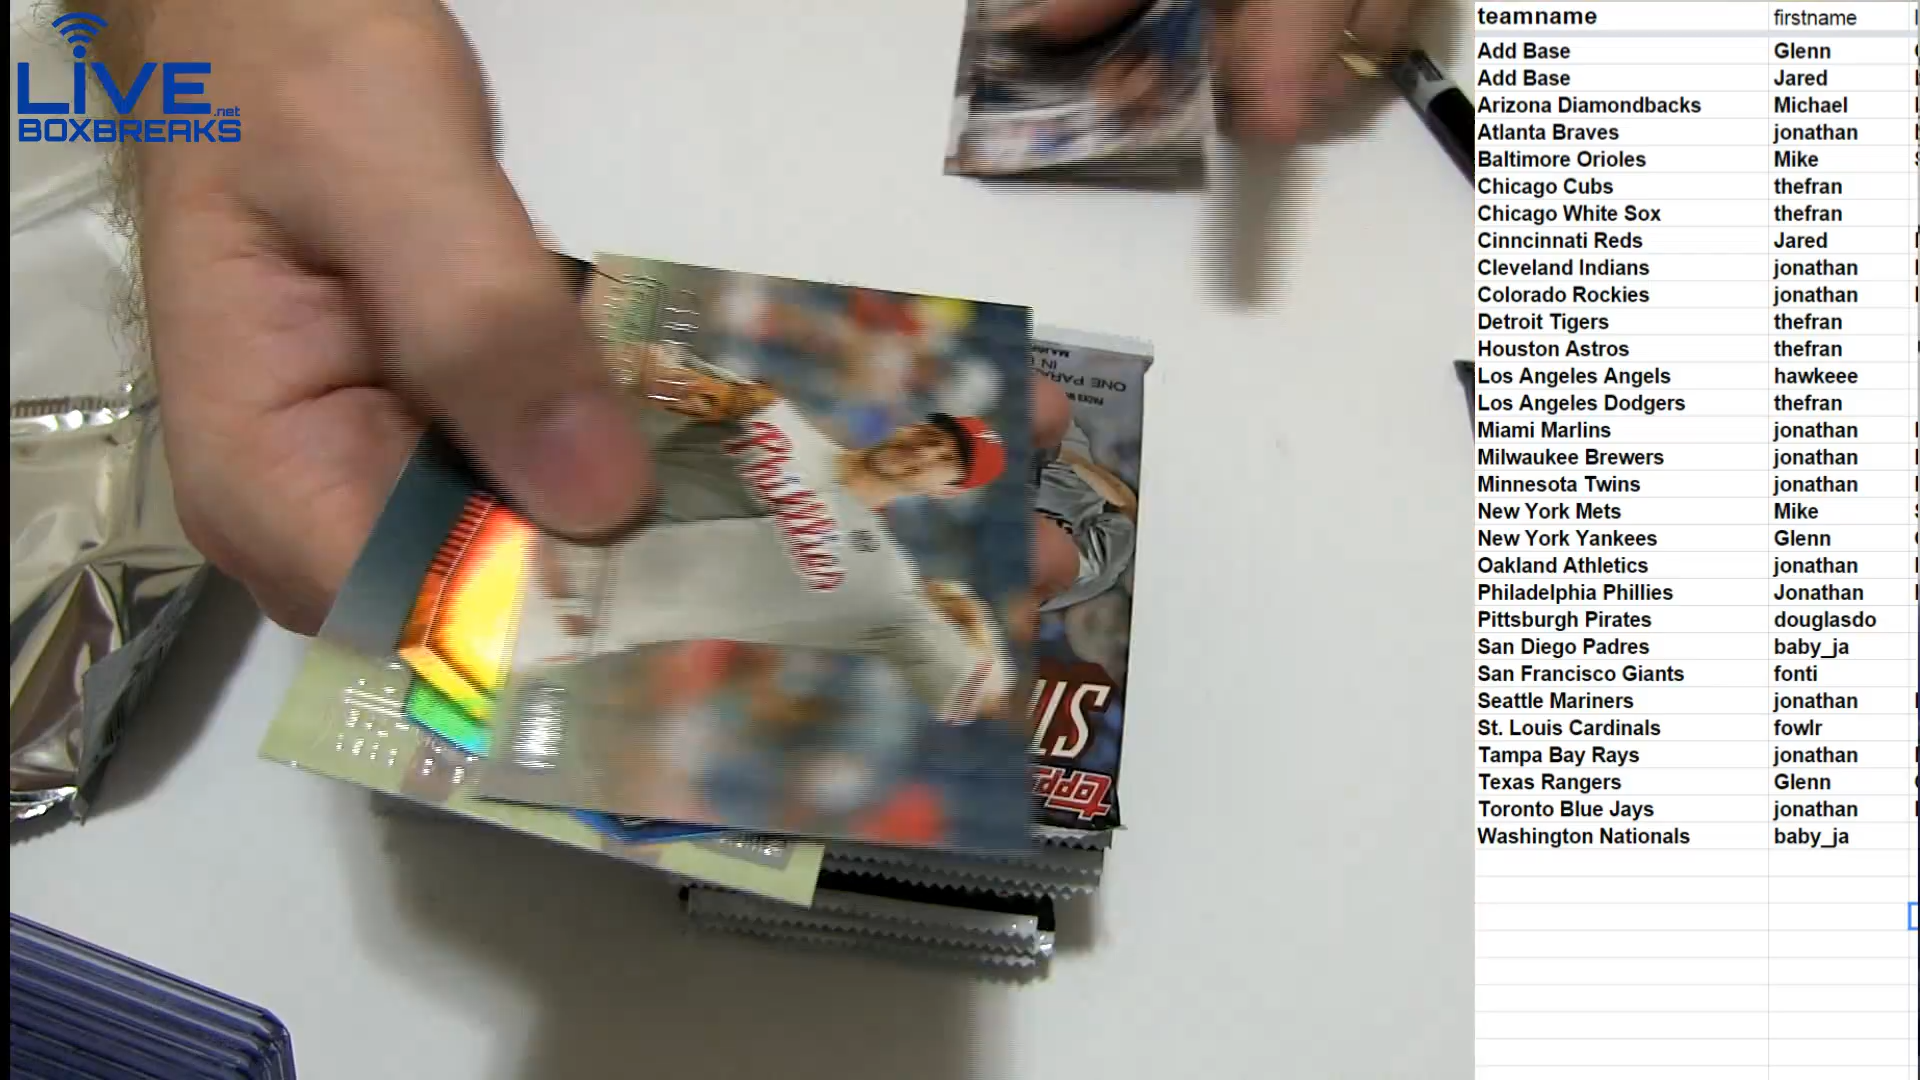 LiVE.net
BOXBREAKS
teamname firstname
Add Base Glenn
Add Base Jared
Arizona Diamondbacks Michael
Atlanta Braves jonathan
Baltimore Orioles Mike
Chicago Cubs thefran
Chicago White Sox thefran
Cinncinnati Reds Jared
Cleveland Indians jonathan
Colorado Rockies jonathan
Detroit Tigers thefran
Houston Astros thefran
Los Angeles Angels hawkeee
Los Angeles Dodgers thefran
Miami Marlins jonathan
Milwaukee Brewers jonathan
Minnesota Twins jonathan
New York Mets Mike
New York Yankees Glenn
Oakland Athletics jonathan
Philadelphia Phillies Jonathan
Pittsburgh Pirates douglasdo
San Diego Padres baby_ja
San Francisco Giants fonti
Seattle Mariners jonathan
St. Louis Cardinals fowlr
Tampa Bay Rays jonathan
Texas Rangers Glenn
Toronto Blue Jays jonathan
Washington Nationals baby_ja
Phillies
ONE PARA
IN
Topps